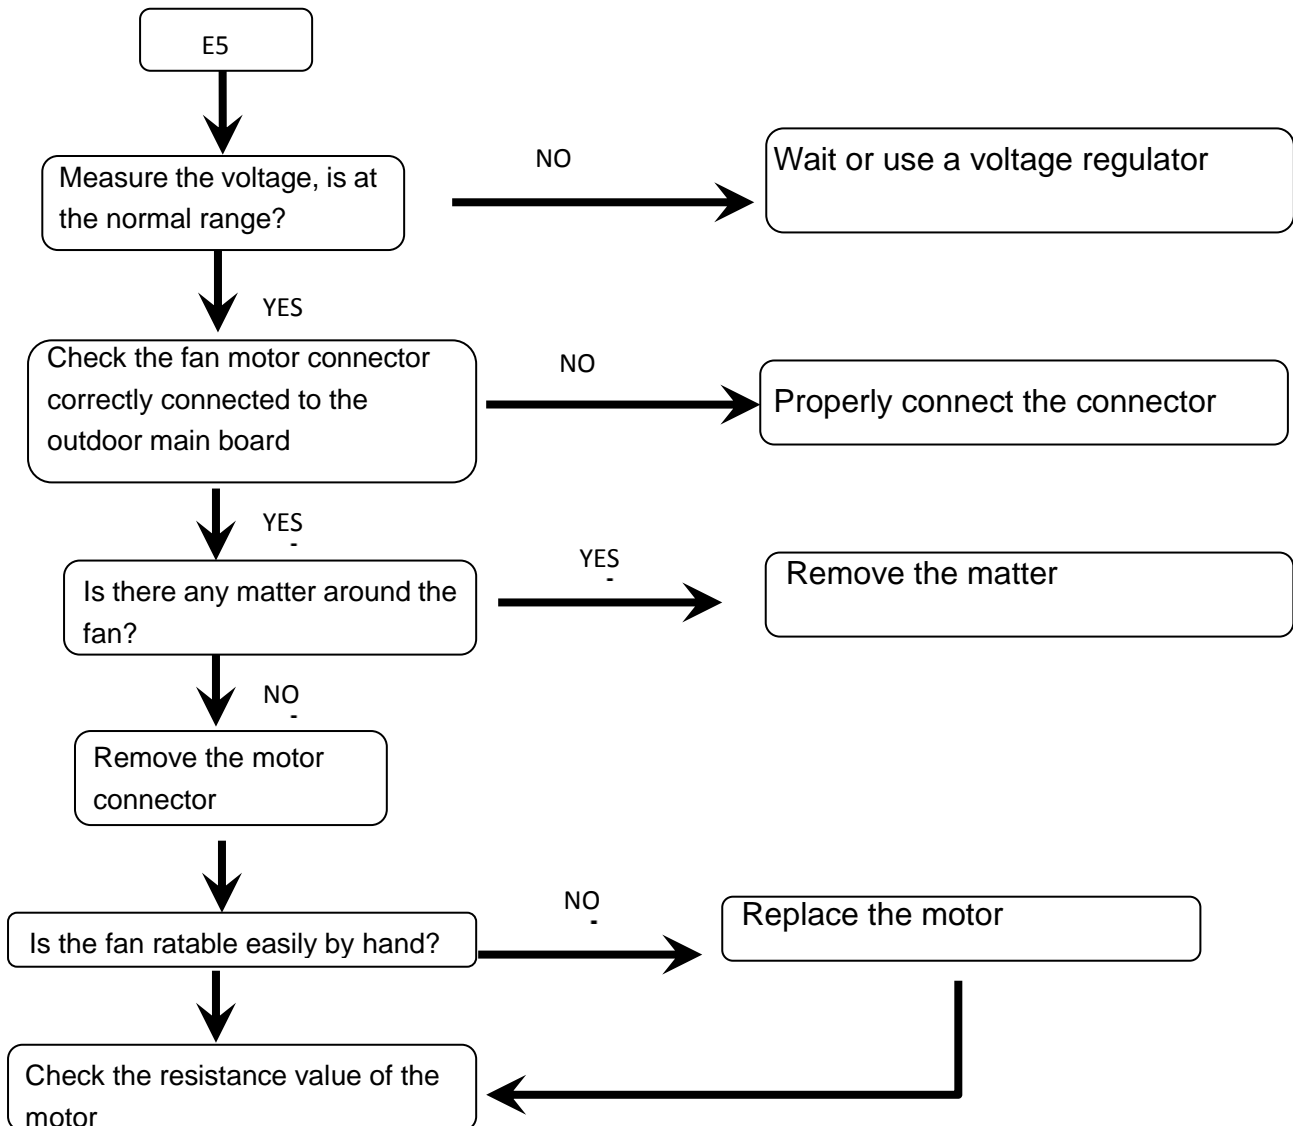 E5
Measure the voltage, is at
the normal range?
NO
Wait or use a voltage regulator
YES
Check the fan motor connector
correctly connected to the
outdoor main board
NO
Properly connect the connector
YES
Is there any matter around the
fan?
YES
Remove the matter
NO
Remove the motor
connector
Is the fan ratable easily by hand?
NO
Replace the motor
Check the resistance value of the
motor